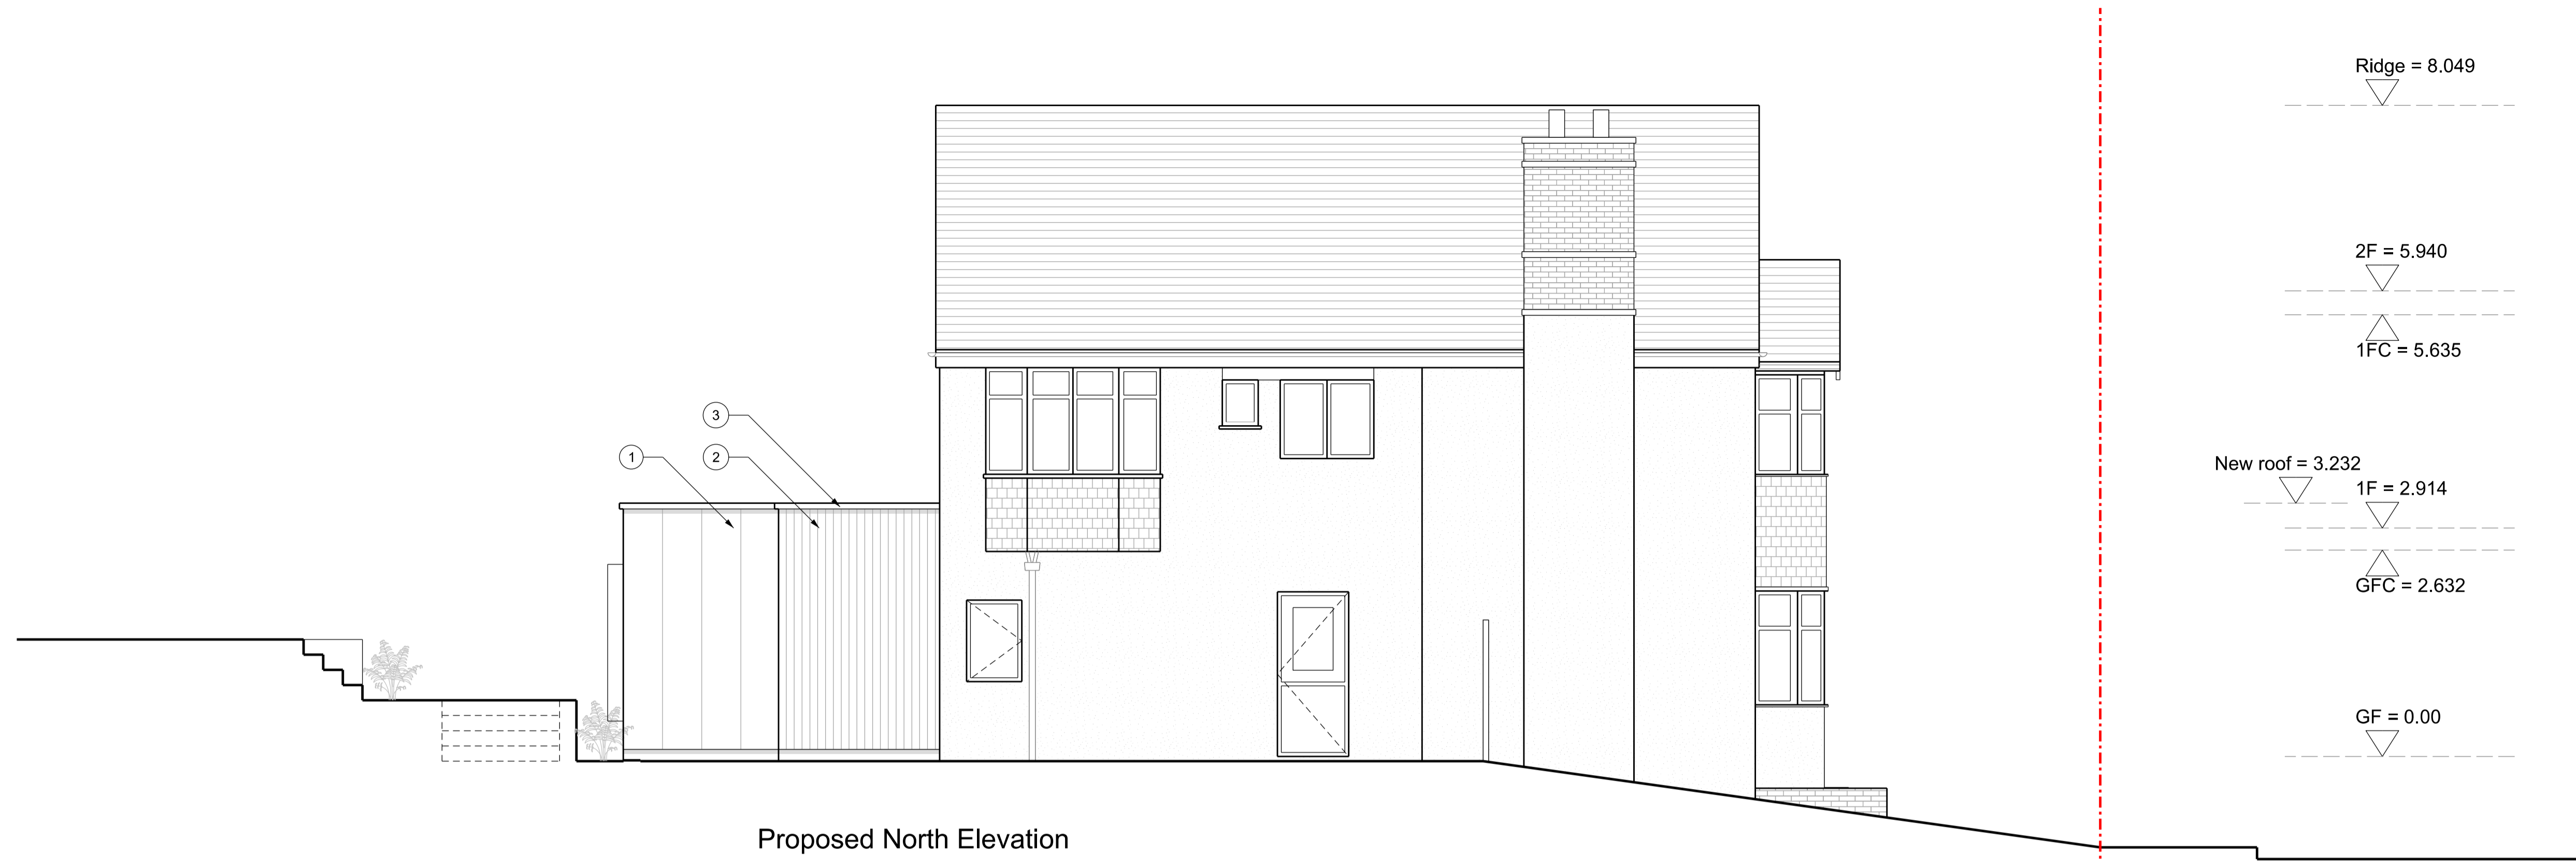 Ridge = 8.049
2F = 5.940
1FC = 5.635
3
1
2
New roof = 3.232
1F = 2.914
GFC = 2.632
GF = 0.00
Proposed North Elevation